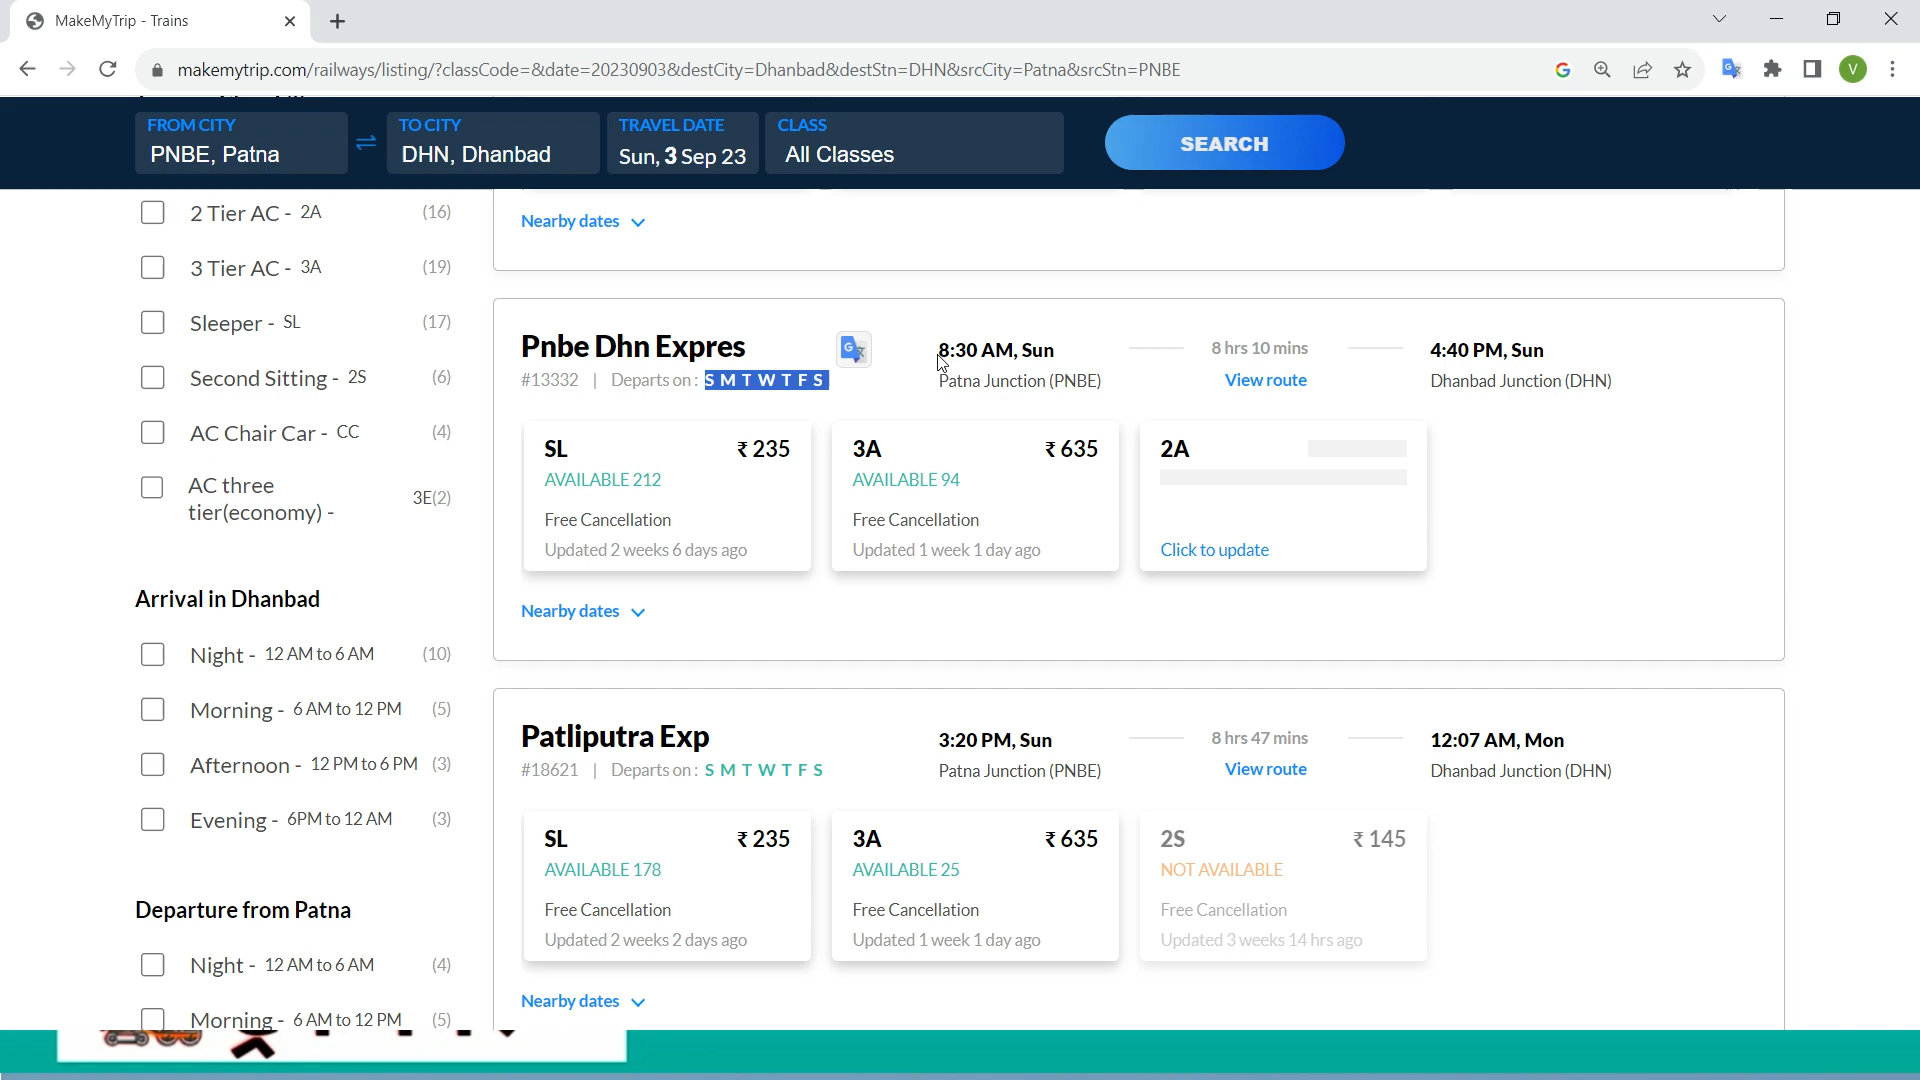 MakeMyTrip - Trains
makemytrip.com/railways/listing/?classCode=&date=20230903&destCity=Dhanbad&destStn=DHN&srcCity=Patna&srcStn=PNBE
V
FROM CITY
PNBE, Patna
TO CITY
DHN, Dhanbad
TRAVEL DATE
Sun, 3 Sep 23
CLASS
All Classes
SEARCH
2 Tier AC - 2A (16)
3 Tier AC - 3A (19)
Sleeper - SL (17)
Second Sitting - 2S (6)
AC Chair Car - CC (4)
AC three
tier(economy) - 3E(2)
Arrival in Dhanbad
Night - 12 AM to 6 AM (10)
Morning - 6 AM to 12 PM (5)
Afternoon - 12 PM to 6 PM (3)
Evening - 6PM to 12 AM (3)
Departure from Patna
Night - 12 AM to 6 AM (4)
Morning - 6 AM to 12 PM (5)
Nearby dates
Pnbe Dhn Expres
#13332 | Departs on : S M T W T F S
8:30 AM, Sun
Patna Junction (PNBE)
8 hrs 10 mins
View route
4:40 PM, Sun
Dhanbad Junction (DHN)
SL ₹ 235
AVAILABLE 212
Free Cancellation
Updated 2 weeks 6 days ago
3A ₹ 635
AVAILABLE 94
Free Cancellation
Updated 1 week 1 day ago
2A
Click to update
Nearby dates
Patliputra Exp
#18621 | Departs on : S M T W T F S
3:20 PM, Sun
Patna Junction (PNBE)
8 hrs 47 mins
View route
12:07 AM, Mon
Dhanbad Junction (DHN)
SL ₹ 235
AVAILABLE 178
Free Cancellation
Updated 2 weeks 2 days ago
3A ₹ 635
AVAILABLE 25
Free Cancellation
Updated 1 week 1 day ago
2S ₹ 145
NOT AVAILABLE
Free Cancellation
Updated 3 weeks 14 hrs ago
Nearby dates